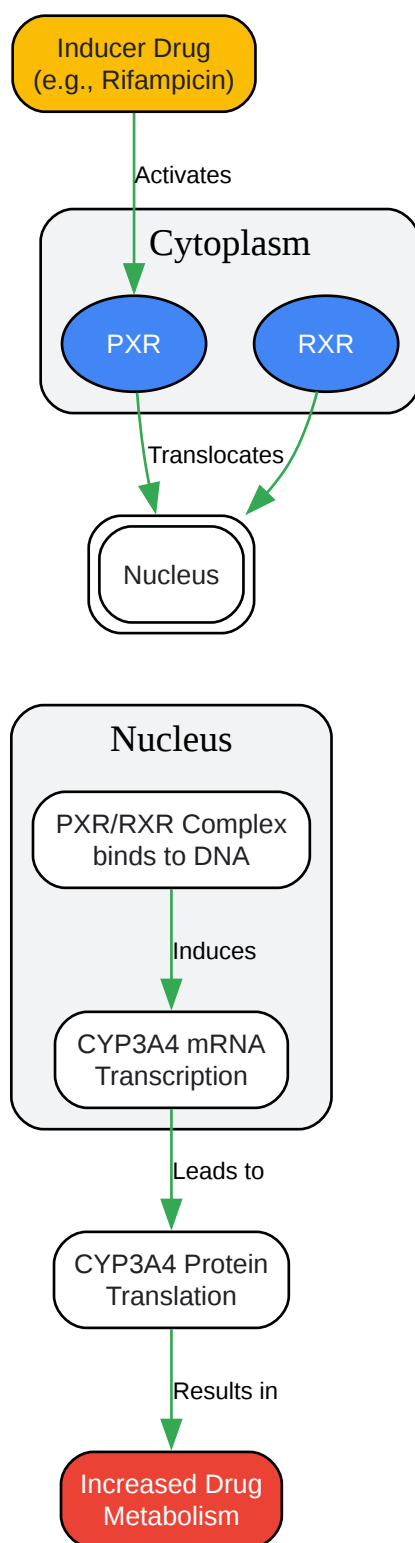 Inducer Drug
(e.g., Rifampicin)
Activates
Cytoplasm
PXR
RXR
Translocates
Nucleus
Nucleus
PXR/RXR Complex
binds to DNA
Induces
CYP3A4 mRNA
Transcription
Leads to
CYP3A4 Protein
Translation
Results in
Increased Drug
Metabolism